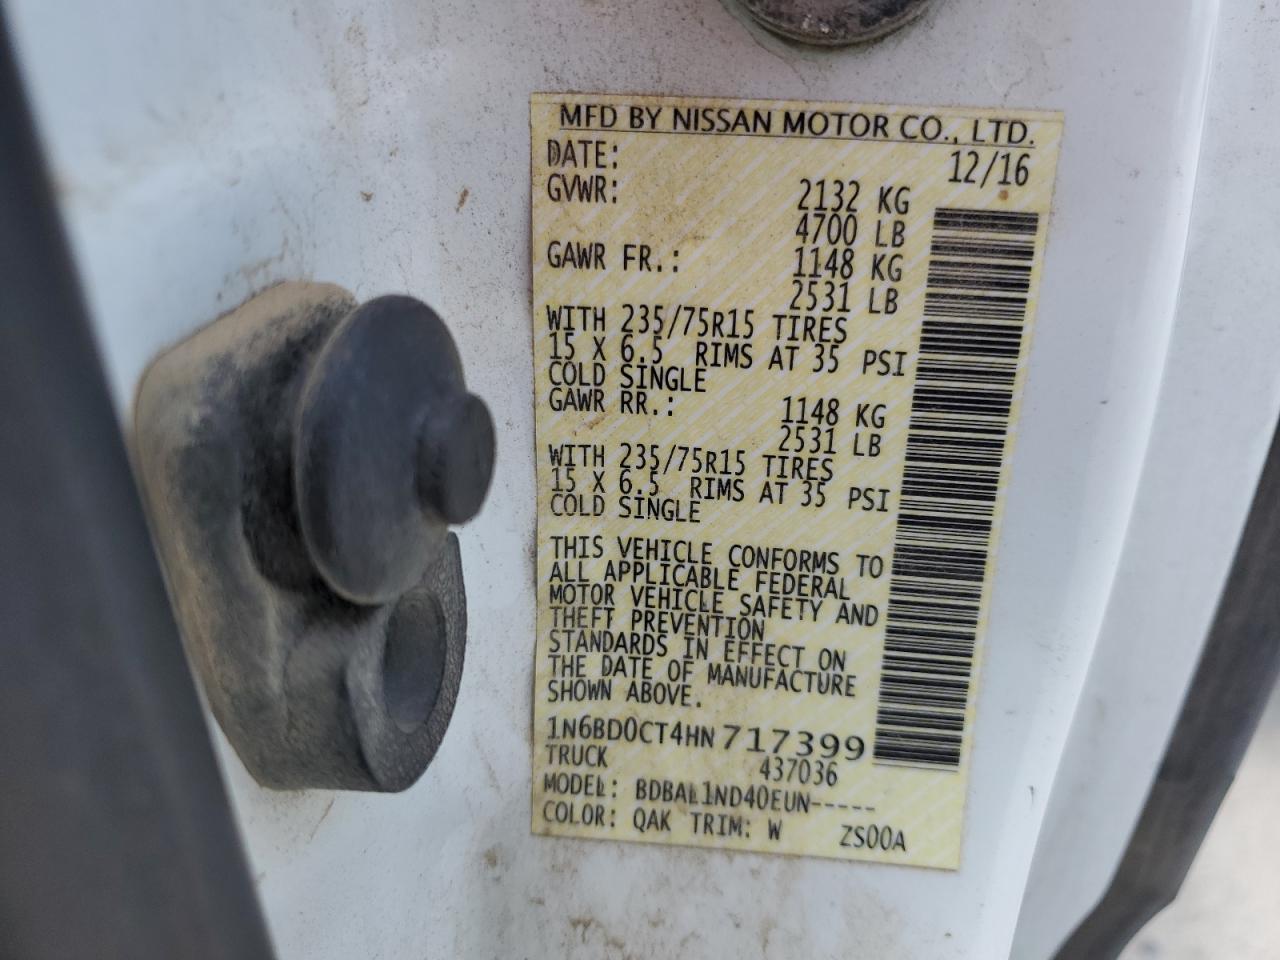 MFD BY NISSAN MOTOR CO., LTD.
DATE: 12/16
GVWR: 2132 KG
4700 LB
GAWR FR.: 1148 KG
2531 LB
WITH 235/75R15 TIRES
15 X 6.5 RIMS AT 35 PSI
COLD SINGLE
GAWR RR.: 1148 KG
2531 LB
WITH 235/75R15 TIRES
15 X 6.5 RIMS AT 35 PSI
COLD SINGLE
THIS VEHICLE CONFORMS TO
ALL APPLICABLE FEDERAL
MOTOR VEHICLE SAFETY AND
THEFT PREVENTION
STANDARDS IN EFFECT ON
THE DATE OF MANUFACTURE
SHOWN ABOVE.
1N6BD0CT4HN717399
TRUCK 437036
MODEL: BDBAL1ND40EUN-----
COLOR: QAK TRIM: W ZS00A